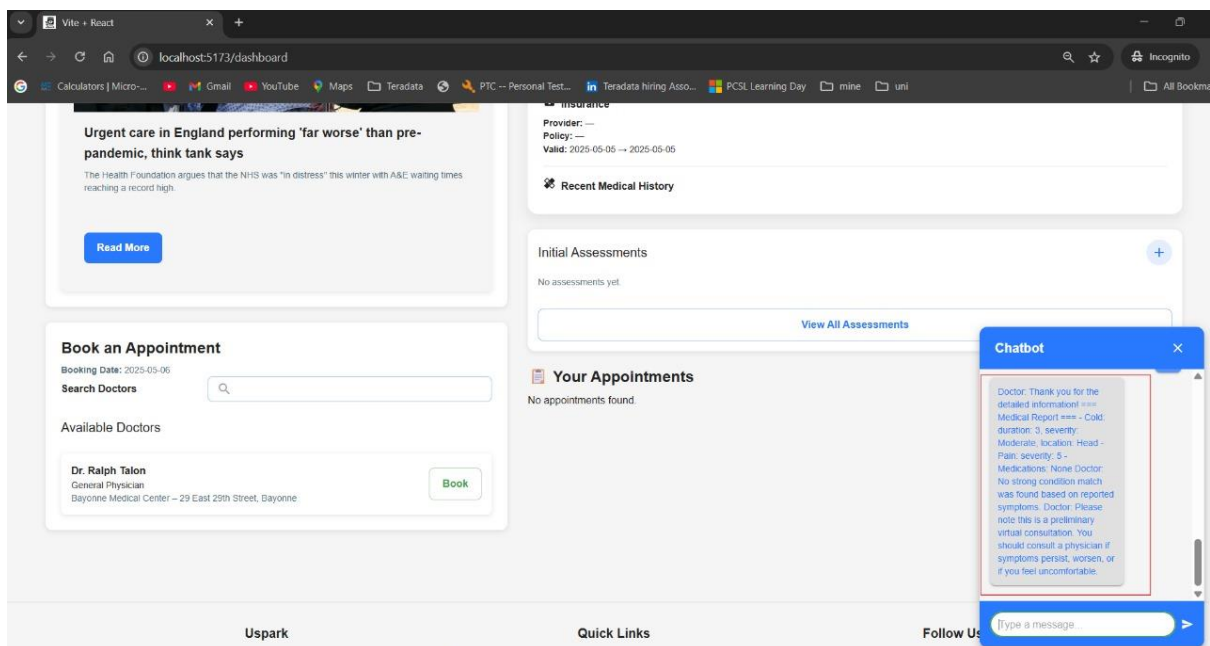 Vite + React
localhost:5173/dashboard
Incognito
Calculators | Micro-...
Gmail
YouTube
Maps
Teradata
PTC -- Personal Test...
Teradata hiring Asso...
PCSL Learning Day
mine
uni
All Bookma
Urgent care in England performing 'far worse' than pre-
pandemic, think tank says
The Health Foundation argues that the NHS was "in distress" this winter with A&E waiting times
reaching a record high.
Read More
Book an Appointment
Booking Date: 2025-05-06
Search Doctors
Available Doctors
Dr. Ralph Talon
General Physician
Bayonne Medical Center – 29 East 29th Street, Bayonne
Book
Insurance
Provider: —
Policy: —
Valid: 2025-05-05 → 2025-05-05
Recent Medical History
Initial Assessments
+
No assessments yet.
View All Assessments
Your Appointments
No appointments found.
Chatbot
Doctor: Thank you for the
detailed information! ===
Medical Report === - Cold:
duration: 3, severity:
Moderate, location: Head -
Pain: severity: 5 -
Medications: None Doctor:
No strong condition match
was found based on reported
symptoms. Doctor: Please
note this is a preliminary
virtual consultation. You
should consult a physician if
symptoms persist, worsen, or
if you feel uncomfortable.
Type a message...
Uspark
Quick Links
Follow Us